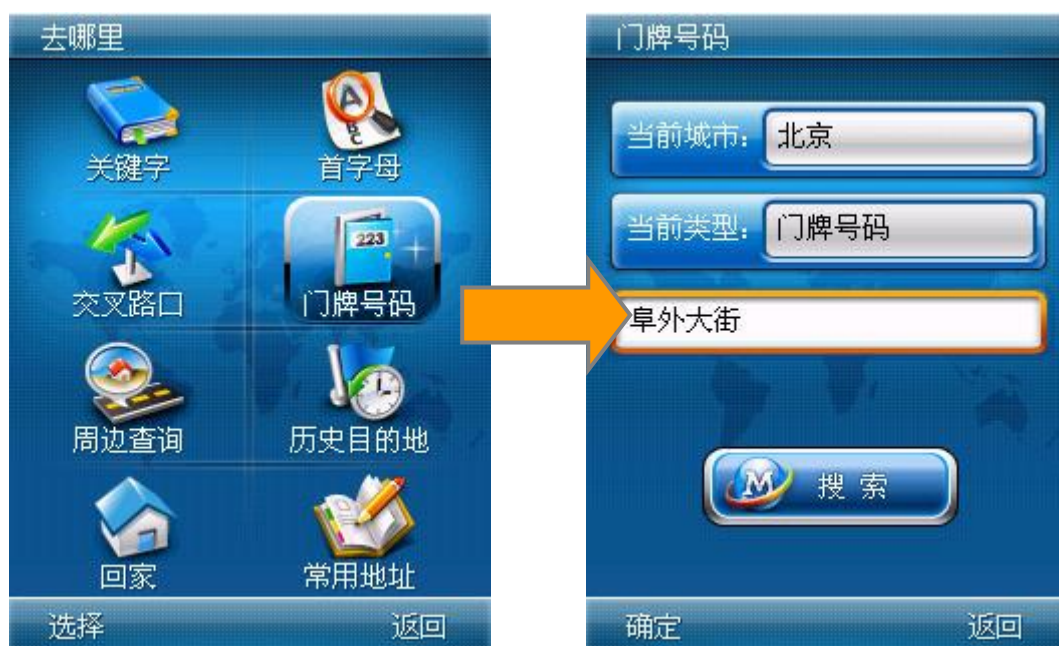 去哪里
关键字
首字母
交叉路口
门牌号码
周边查询
历史目的地
回家
常用地址
选择
返回
门牌号码
当前城市：
北京
当前类型：
门牌号码
阜外大街
搜 索
确定
返回
A
B
C
223
M